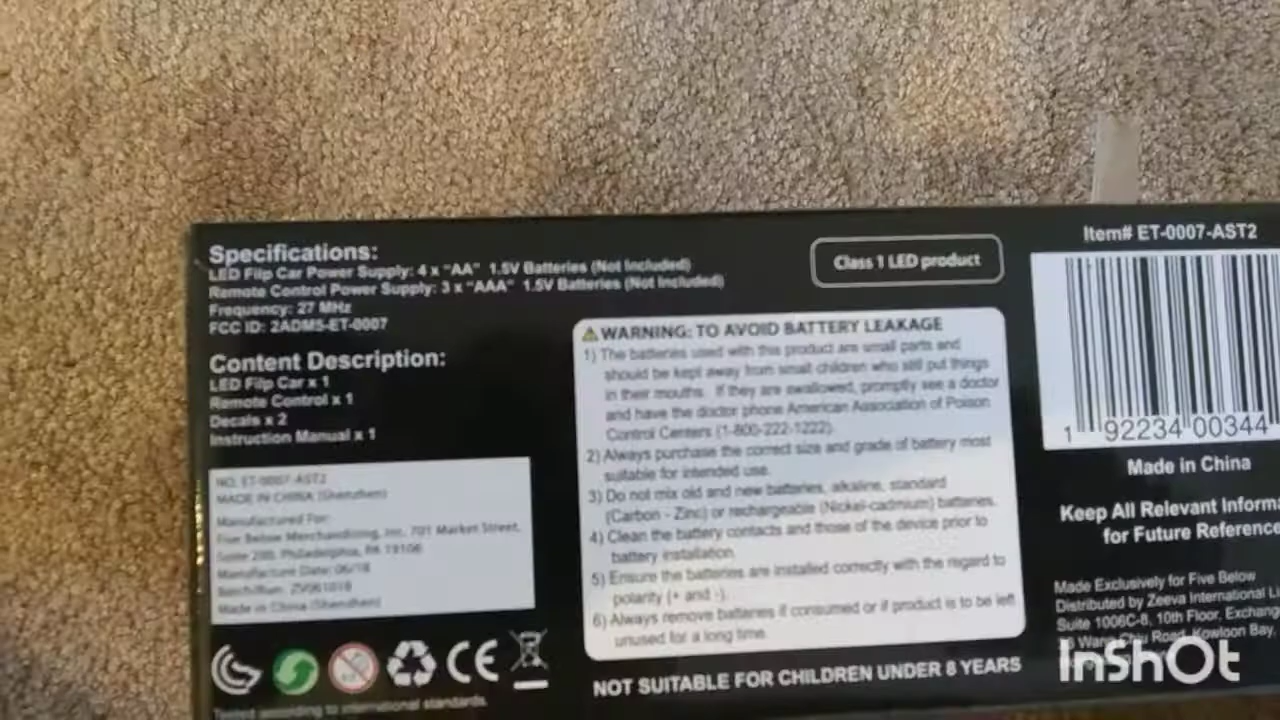 Specifications:
LED Flip Car Power Supply: 4 x "AA" 1.5V Batteries (Not Included)
Remote Control Power Supply: 3 x "AAA" 1.5V Batteries (Not Included)
Frequency: 27 MHz
FCC ID: 2ADM5-ET-0007
Content Description:
LED Flip Car x 1
Remote Control x 1
Decals x 2
Instruction Manual x 1
NO. ET-0007-AST2
MADE IN CHINA (Shenzhen)
Manufactured For:
Five Below Merchandising, Inc. 701 Market Street,
Suite 200, Philadelphia, PA 19106
Manufacture Date: 06/18
Made in China (Shenzhen)
CE
Tested according to international standards.
Class 1 LED product
WARNING: TO AVOID BATTERY LEAKAGE
1) The batteries used with this product are small parts and
should be kept away from small children who still put things
in their mouths. If they are swallowed, promptly see a doctor
and have the doctor phone American Association of Poison
Control Centers (1-800-222-1222).
2) Always purchase the correct size and grade of battery most
suitable for intended use.
3) Do not mix old and new batteries, alkaline, standard
(Carbon - Zinc) or rechargeable (Nickel-cadmium) batteries.
4) Clean the battery contacts and those of the device prior to
battery installation.
5) Ensure the batteries are installed correctly with the regard to
polarity (+ and -).
6) Always remove batteries if consumed or if product is to be left
unused for a long time.
NOT SUITABLE FOR CHILDREN UNDER 8 YEARS
Item# ET-0007-AST2
1 92234 00344
Made in China
Keep All Relevant Informa
for Future Reference
Made Exclusively for Five Below
Distributed by Zeeva International Li
Suite 1006C-8, 10th Floor, Exchang
Wang Chiu Road, Kowloon Bay,
InShOt